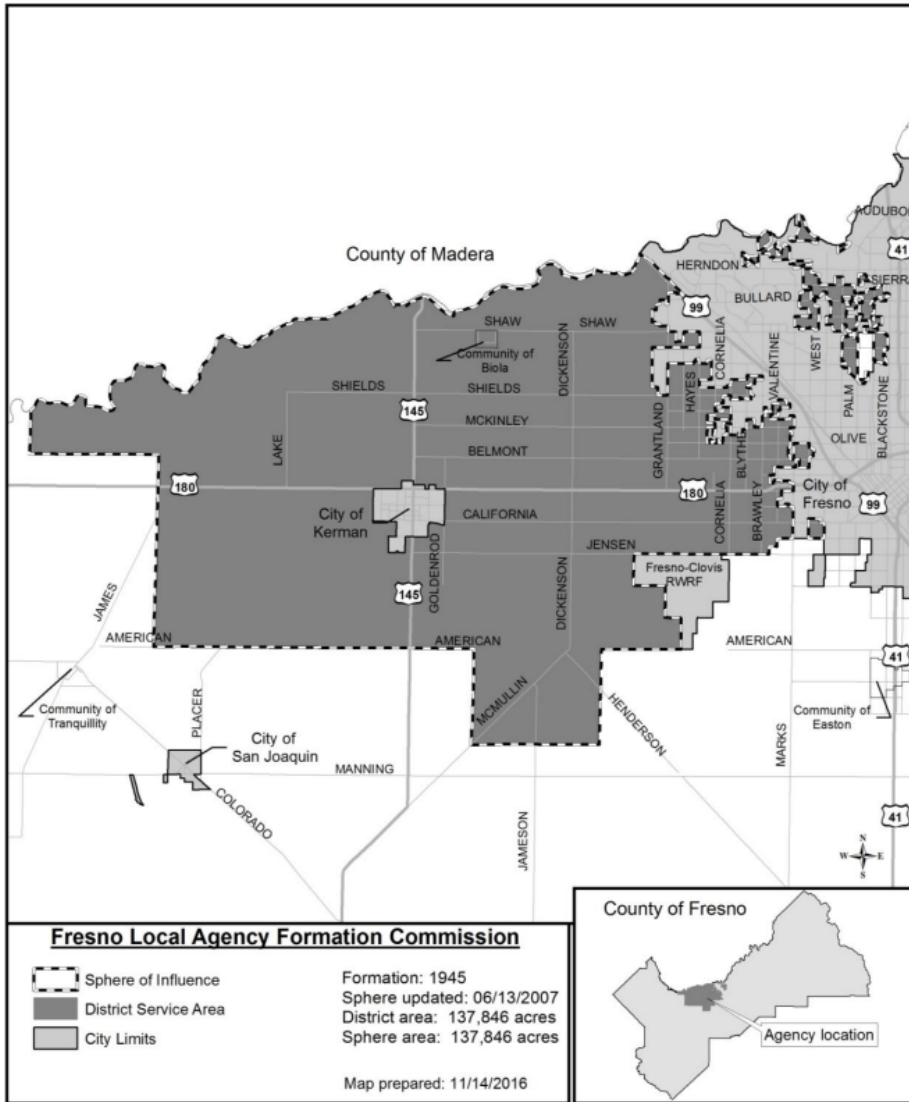 County of Madera
AUDUBON
41
HERNDON
SIERRA
99
BULLARD
SHAW
SHAW
Community of
Biola
DICKENSON
CORNELIA
VALENTINE
WEST
PALM
BLACKSTONE
SHIELDS
SHIELDS
145
HAYES
MCKINLEY
LAKE
GRANTLAND
OLIVE
BELMONT
BLYTHE
180
180
City of
Fresno
99
City of
Kerman
CALIFORNIA
CORNELIA
BRAWLEY
GOLDENROD
JENSEN
Fresno-Clovis
RWRF
145
DICKENSON
JAMES
AMERICAN
AMERICAN
AMERICAN
41
Community of
Tranquillity
PLACER
MCMULLIN
HENDERSON
Community of
Easton
City of
San Joaquin
MARKS
MANNING
COLORADO
JAMESON
41
N
W E
S
Fresno Local Agency Formation Commission
Sphere of Influence
District Service Area
City Limits
Formation: 1945
Sphere updated: 06/13/2007
District area: 137,846 acres
Sphere area: 137,846 acres
Map prepared: 11/14/2016
County of Fresno
Agency location